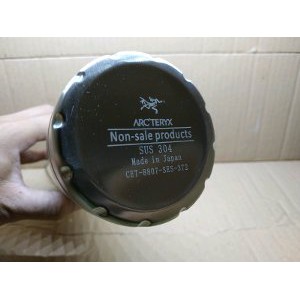 ARC'TERYX
Non-sale products
SUS 304
Made in Japan